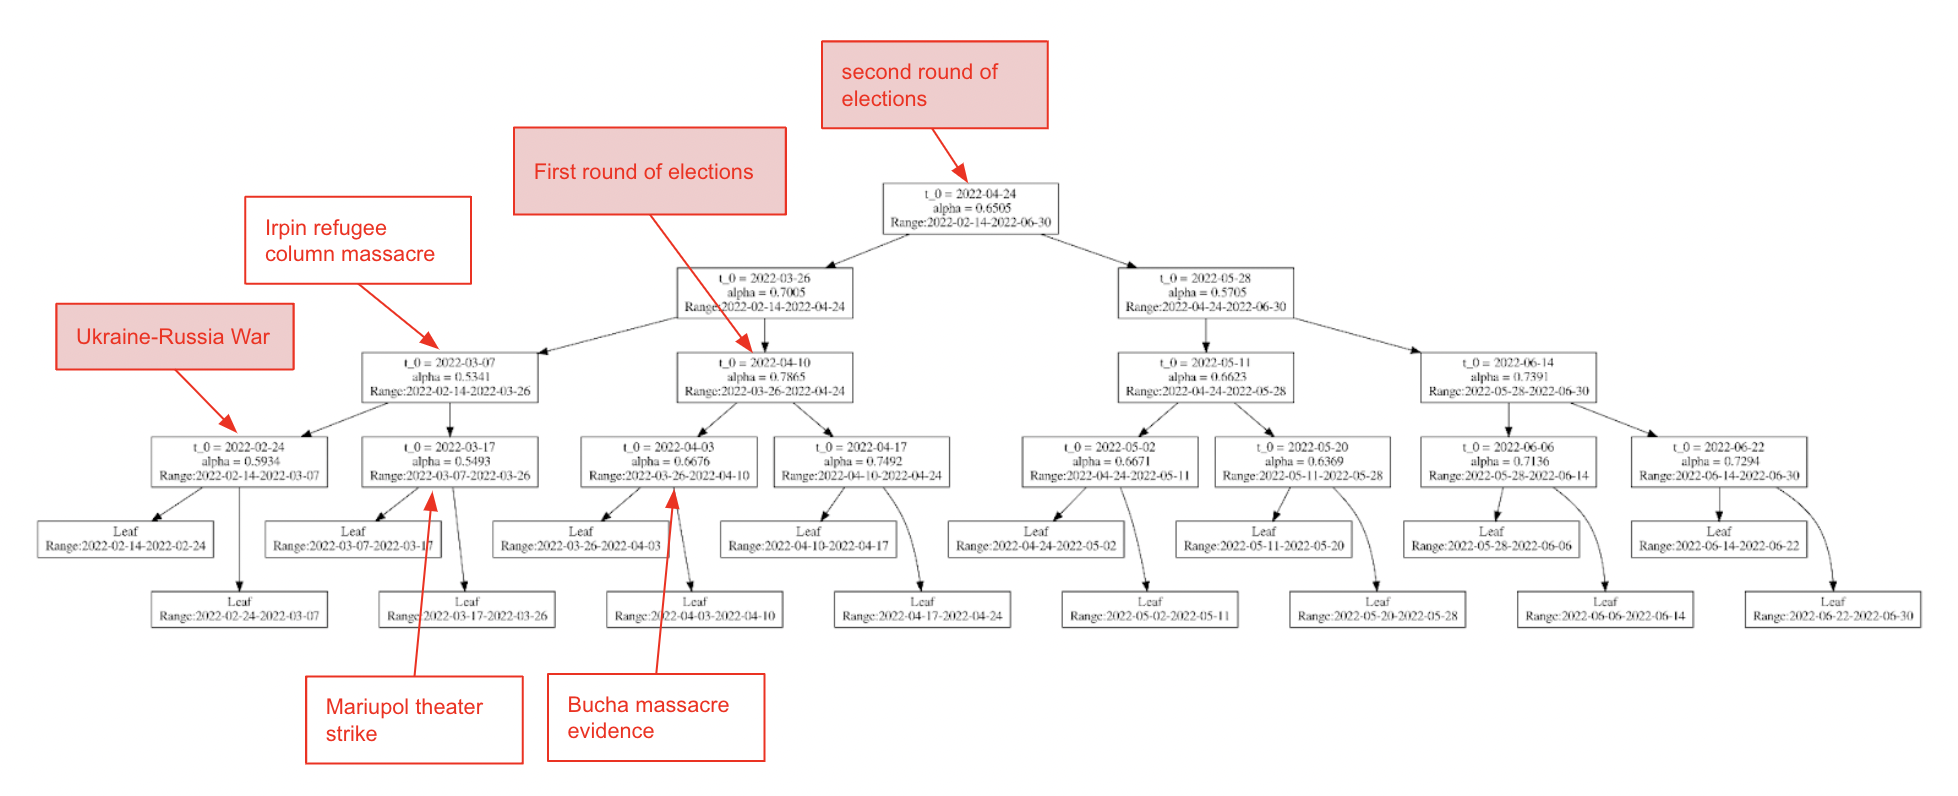 second round of
elections
First round of elections
t_0 = 2022-04-24
alpha = 0.6505
Range:2022-02-14-2022-06-30
Irpin refugee
column massacre
t_0 = 2022-03-26
alpha = 0.7005
Range:2022-02-14-2022-04-24
t_0 = 2022-05-28
alpha = 0.5705
Range:2022-04-24-2022-06-30
Ukraine-Russia War
t_0 = 2022-03-07
alpha = 0.5341
Range:2022-02-14-2022-03-26
t_0 = 2022-04-10
alpha = 0.7865
Range:2022-03-26-2022-04-24
t_0 = 2022-05-11
alpha = 0.6623
Range:2022-04-24-2022-05-28
t_0 = 2022-06-14
alpha = 0.7391
Range:2022-05-28-2022-06-30
t_0 = 2022-02-24
alpha = 0.5934
Range:2022-02-14-2022-03-07
t_0 = 2022-03-17
alpha = 0.5493
Range:2022-03-07-2022-03-26
t_0 = 2022-04-03
alpha = 0.6676
Range:2022-03-26-2022-04-10
t_0 = 2022-04-17
alpha = 0.7492
Range:2022-04-10-2022-04-24
t_0 = 2022-05-02
alpha = 0.6671
Range:2022-04-24-2022-05-11
t_0 = 2022-05-20
alpha = 0.6369
Range:2022-05-11-2022-05-28
t_0 = 2022-06-06
alpha = 0.7136
Range:2022-05-28-2022-06-14
t_0 = 2022-06-22
alpha = 0.7294
Range:2022-06-14-2022-06-30
Leaf
Range:2022-02-14-2022-02-24
Leaf
Range:2022-03-07-2022-03-17
Leaf
Range:2022-03-26-2022-04-03
Leaf
Range:2022-04-10-2022-04-17
Leaf
Range:2022-04-24-2022-05-02
Leaf
Range:2022-05-11-2022-05-20
Leaf
Range:2022-05-28-2022-06-06
Leaf
Range:2022-06-14-2022-06-22
Leaf
Range:2022-02-24-2022-03-07
Leaf
Range:2022-03-17-2022-03-26
Leaf
Range:2022-04-03-2022-04-10
Leaf
Range:2022-04-17-2022-04-24
Leaf
Range:2022-05-02-2022-05-11
Leaf
Range:2022-05-20-2022-05-28
Leaf
Range:2022-06-06-2022-06-14
Leaf
Range:2022-06-22-2022-06-30
Mariupol theater
strike
Bucha massacre
evidence